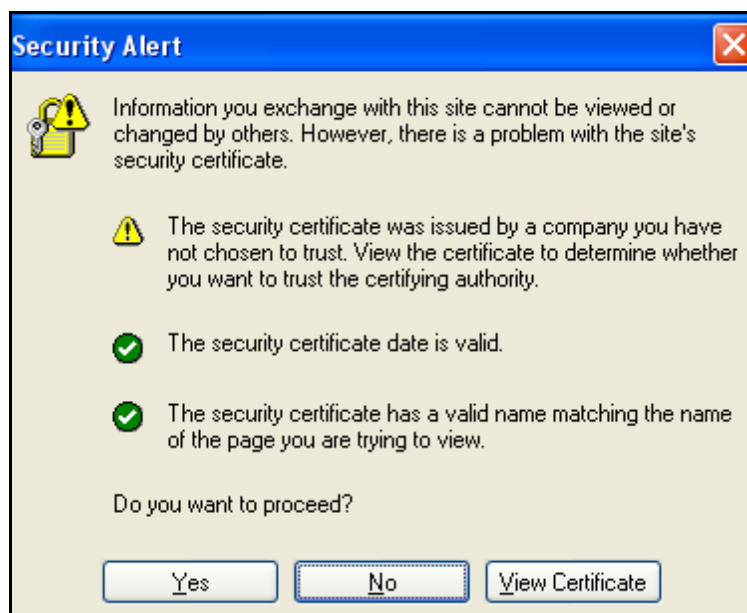 Security Alert
Information you exchange with this site cannot be viewed or
changed by others. However, there is a problem with the site's
security certificate.
The security certificate was issued by a company you have
not chosen to trust. View the certificate to determine whether
you want to trust the certifying authority.
The security certificate date is valid.
The security certificate has a valid name matching the name
of the page you are trying to view.
Do you want to proceed?
Yes
No
View Certificate